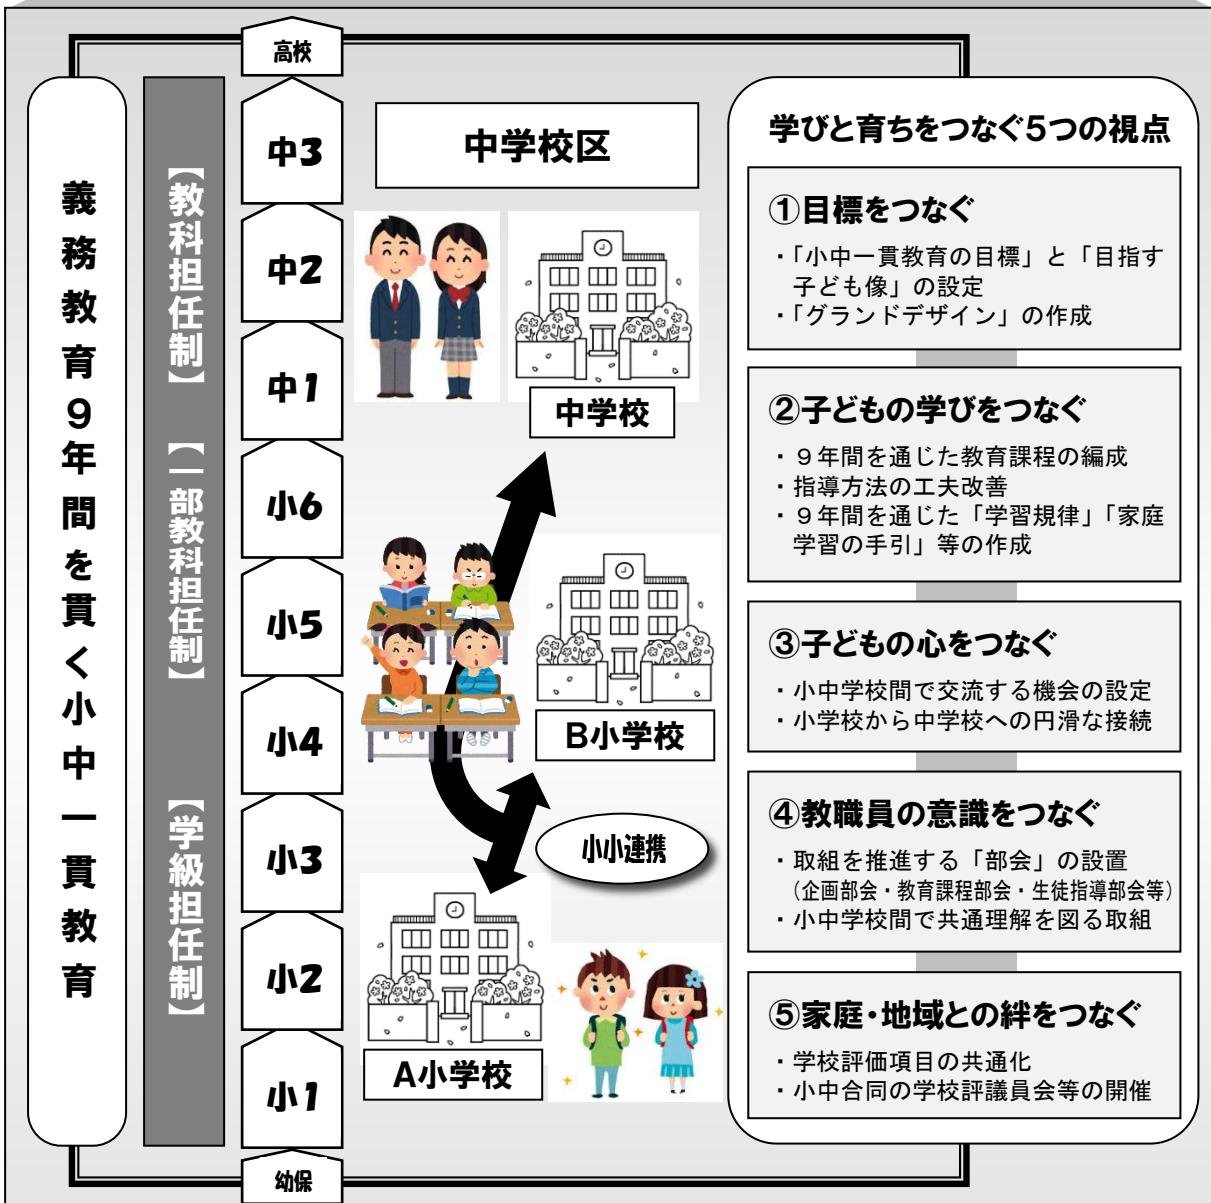 高校
義務教育９年間を貫く小中一貫教育
【教科担任制】
【一部教科担任制】
【学級担任制】
中3
中2
中1
小6
小5
小4
小3
小2
小1
幼保
中学校区
中学校
B小学校
小小連携
A小学校
学びと育ちをつなぐ5つの視点
①目標をつなぐ
・「小中一貫教育の目標」と「目指す
子ども像」の設定
・「グランドデザイン」の作成
②子どもの学びをつなぐ
・９年間を通じた教育課程の編成
・指導方法の工夫改善
・９年間を通じた「学習規律」「家庭
学習の手引」等の作成
③子どもの心をつなぐ
・小中学校間で交流する機会の設定
・小学校から中学校への円滑な接続
④教職員の意識をつなぐ
・取組を推進する「部会」の設置
（企画部会・教育課程部会・生徒指導部会等）
・小中学校間で共通理解を図る取組
⑤家庭・地域との絆をつなぐ
・学校評価項目の共通化
・小中合同の学校評議員会等の開催